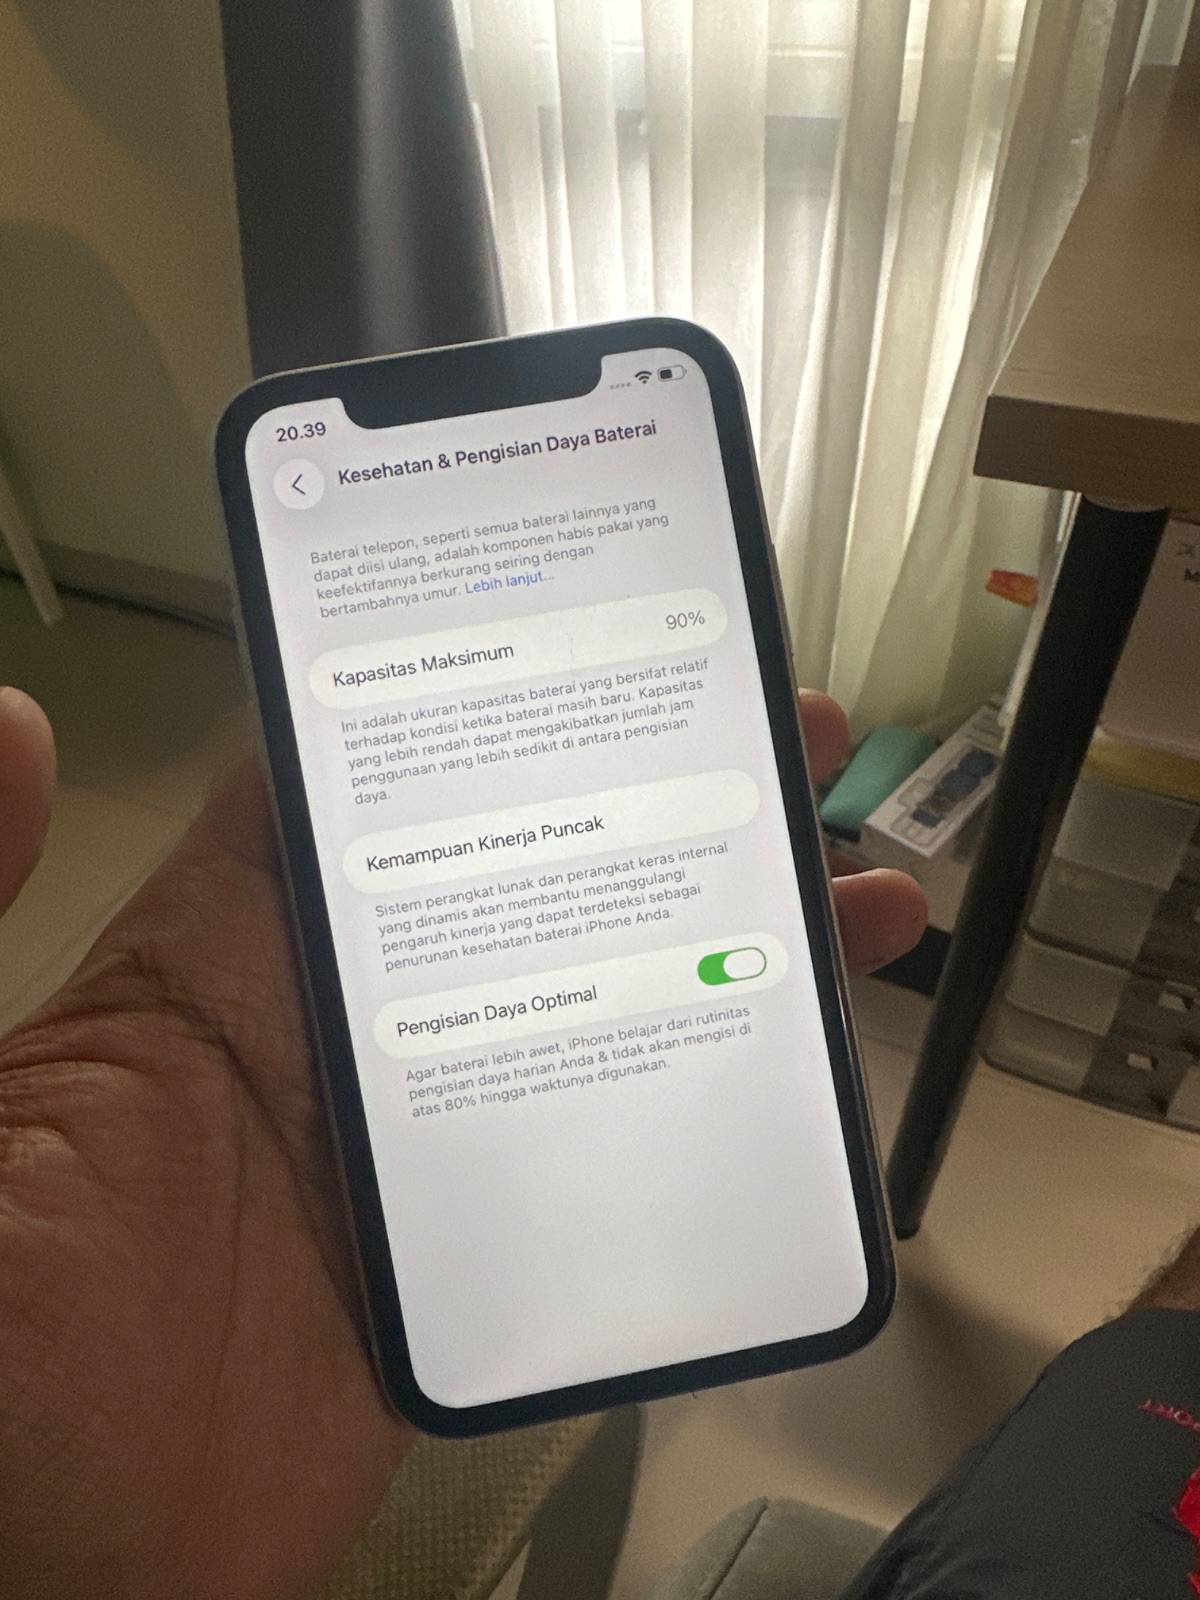 20.39
Kesehatan & Pengisian Daya Baterai
Baterai telepon, seperti semua baterai lainnya yang
dapat diisi ulang, adalah komponen habis pakai yang
keefektifannya berkurang seiring dengan
bertambahnya umur. Lebih lanjut...
Kapasitas Maksimum 90%
Ini adalah ukuran kapasitas baterai yang bersifat relatif
terhadap kondisi ketika baterai masih baru. Kapasitas
yang lebih rendah dapat mengakibatkan jumlah jam
penggunaan yang lebih sedikit di antara pengisian
daya.
Kemampuan Kinerja Puncak
Sistem perangkat lunak dan perangkat keras internal
yang dinamis akan membantu menanggulangi
pengaruh kinerja yang dapat terdeteksi sebagai
penurunan kesehatan baterai iPhone Anda.
Pengisian Daya Optimal
Agar baterai lebih awet, iPhone belajar dari rutinitas
pengisian daya harian Anda & tidak akan mengisi di
atas 80% hingga waktunya digunakan.